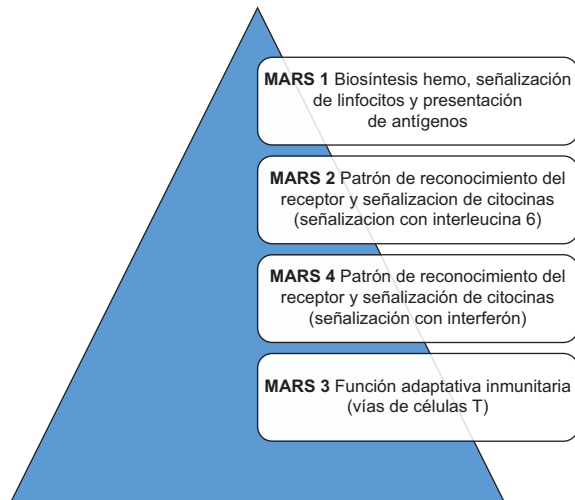 MARS 1 Biosíntesis hemo, señalización
de linfocitos y presentación
de antígenos
MARS 2 Patrón de reconocimiento del
receptor y señalizacion de citocinas
(señalizacion con interleucina 6)
MARS 4 Patrón de reconocimiento del
receptor y señalización de citocinas
(señalización con interferón)
MARS 3 Función adaptativa inmunitaria
(vías de células T)